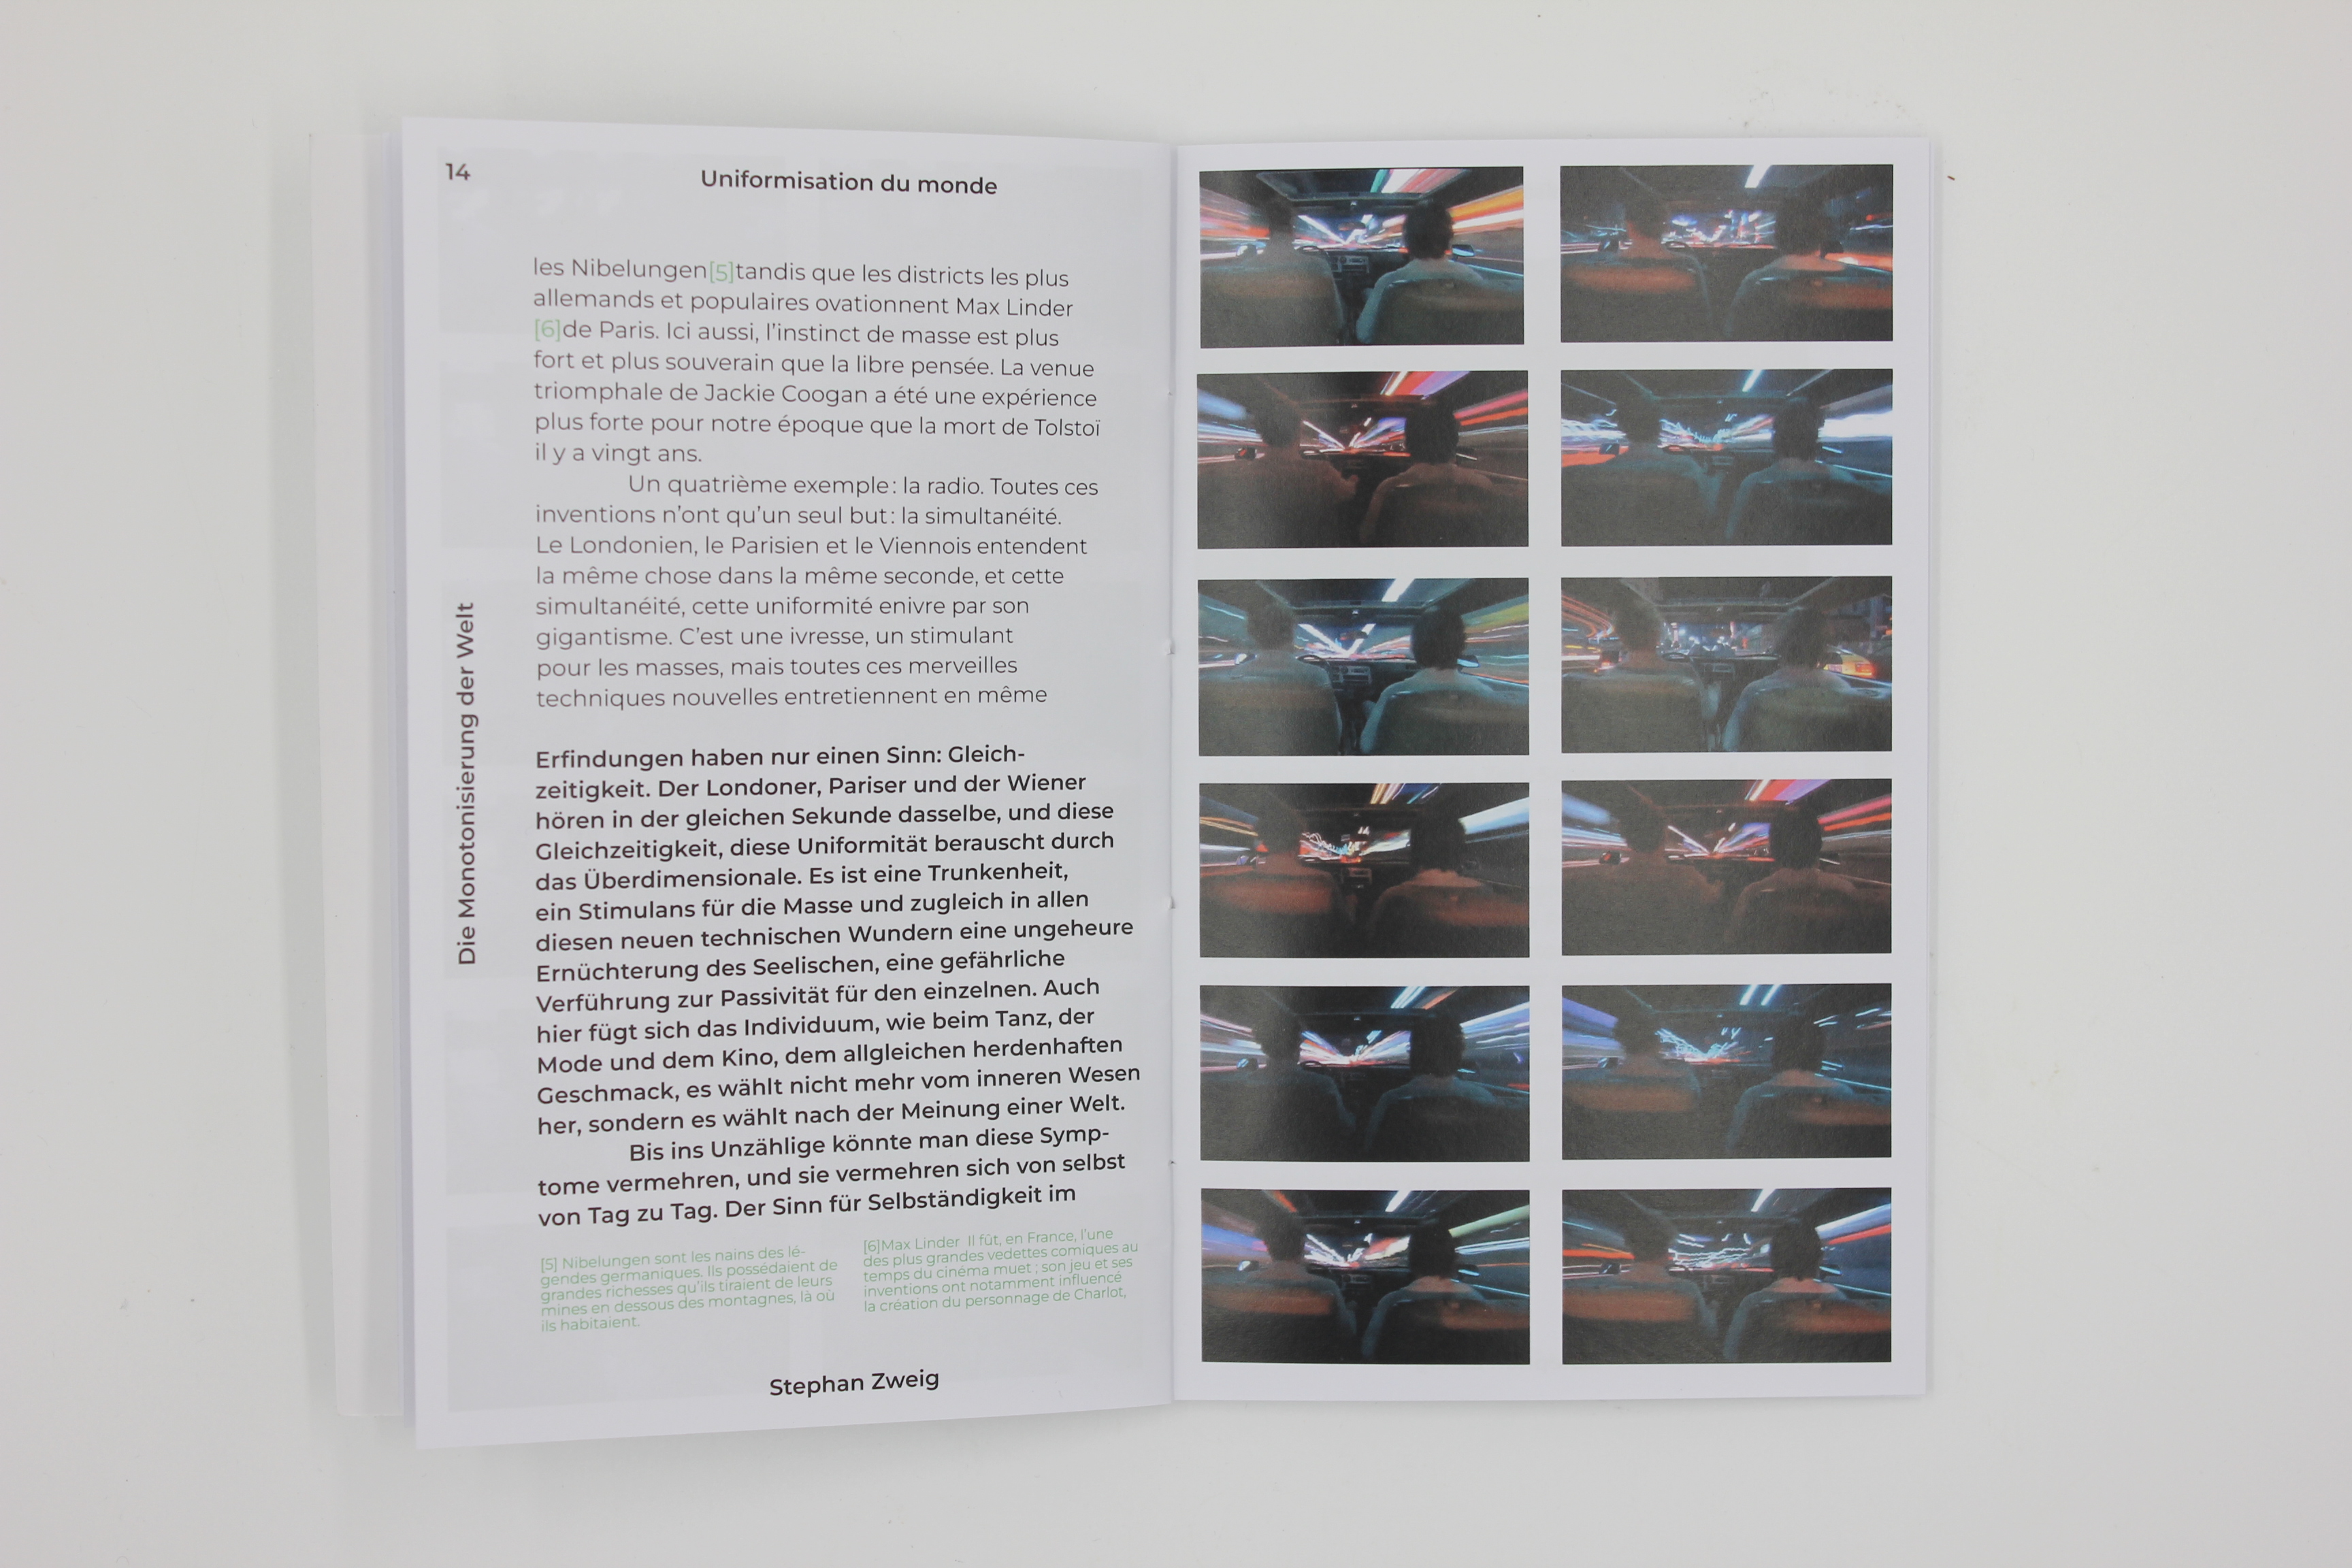 14
Uniformisation du monde
les Nibelungen[5]tandis que les districts les plus
allemands et populaires ovationnent Max Linder
[6]de Paris. Ici aussi, l'instinct de masse est plus
fort et plus souverain que la libre pensée. La venue
triomphale de Jackie Coogan a été une expérience
plus forte pour notre époque que la mort de Tolstoï
il y a vingt ans.
Un quatrième exemple : la radio. Toutes ces
inventions n'ont qu'un seul but : la simultanéité.
Le Londonien, le Parisien et le Viennois entendent
la même chose dans la même seconde, et cette
simultanéité, cette uniformité enivre par son
gigantisme. C'est une ivresse, un stimulant
pour les masses, mais toutes ces merveilles
techniques nouvelles entretiennent en même
Die Monotonisierung der Welt
Erfindungen haben nur einen Sinn: Gleich-
zeitigkeit. Der Londoner, Pariser und der Wiener
hören in der gleichen Sekunde dasselbe, und diese
Gleichzeitigkeit, diese Uniformität berauscht durch
das Überdimensionale. Es ist eine Trunkenheit,
ein Stimulans für die Masse und zugleich in allen
diesen neuen technischen Wundern eine ungeheure
Ernüchterung des Seelischen, eine gefährliche
Verführung zur Passivität für den einzelnen. Auch
hier fügt sich das Individuum, wie beim Tanz, der
Mode und dem Kino, dem allgleichen herdenhaften
Geschmack, es wählt nicht mehr vom inneren Wesen
her, sondern es wählt nach der Meinung einer Welt.
Bis ins Unzählige könnte man diese Symp-
tome vermehren, und sie vermehren sich von selbst
von Tag zu Tag. Der Sinn für Selbständigkeit im
[5] Nibelungen sont les nains des lé-
gendes germaniques. Ils possédaient de
grandes richesses qu'ils tiraient de leurs
mines en dessous des montagnes, là où
ils habitaient.
[6]Max Linder Il fût, en France, l'une
des plus grandes vedettes comiques au
temps du cinéma muet ; son jeu et ses
inventions ont notamment influencé
la création du personnage de Charlot,
Stephan Zweig